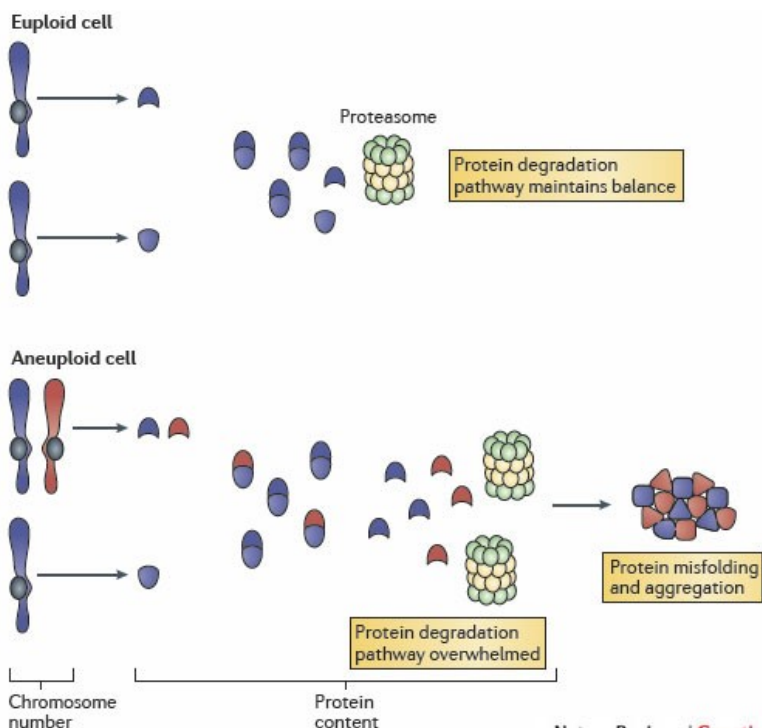 Euploid cell
Proteasome
Protein degradation
pathway maintains balance
Aneuploid cell
Protein misfolding
and aggregation
Protein degradation
pathway overwhelmed
Chromosome
number
Protein
content